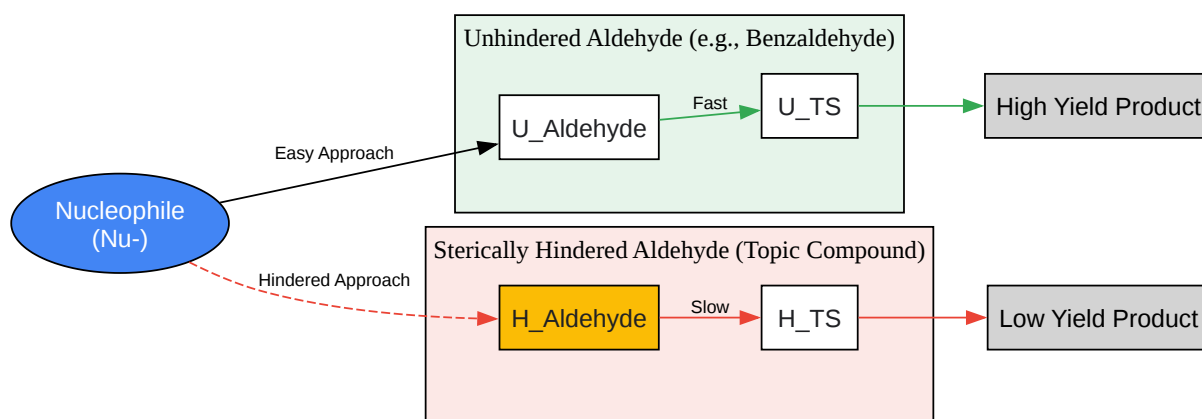 Unhindered Aldehyde (e.g., Benzaldehyde)
U_Aldehyde
Fast
U_TS
High Yield Product
Easy Approach
Nucleophile
(Nu-)
Sterically Hindered Aldehyde (Topic Compound)
Hindered Approach
H_Aldehyde
Slow
H_TS
Low Yield Product